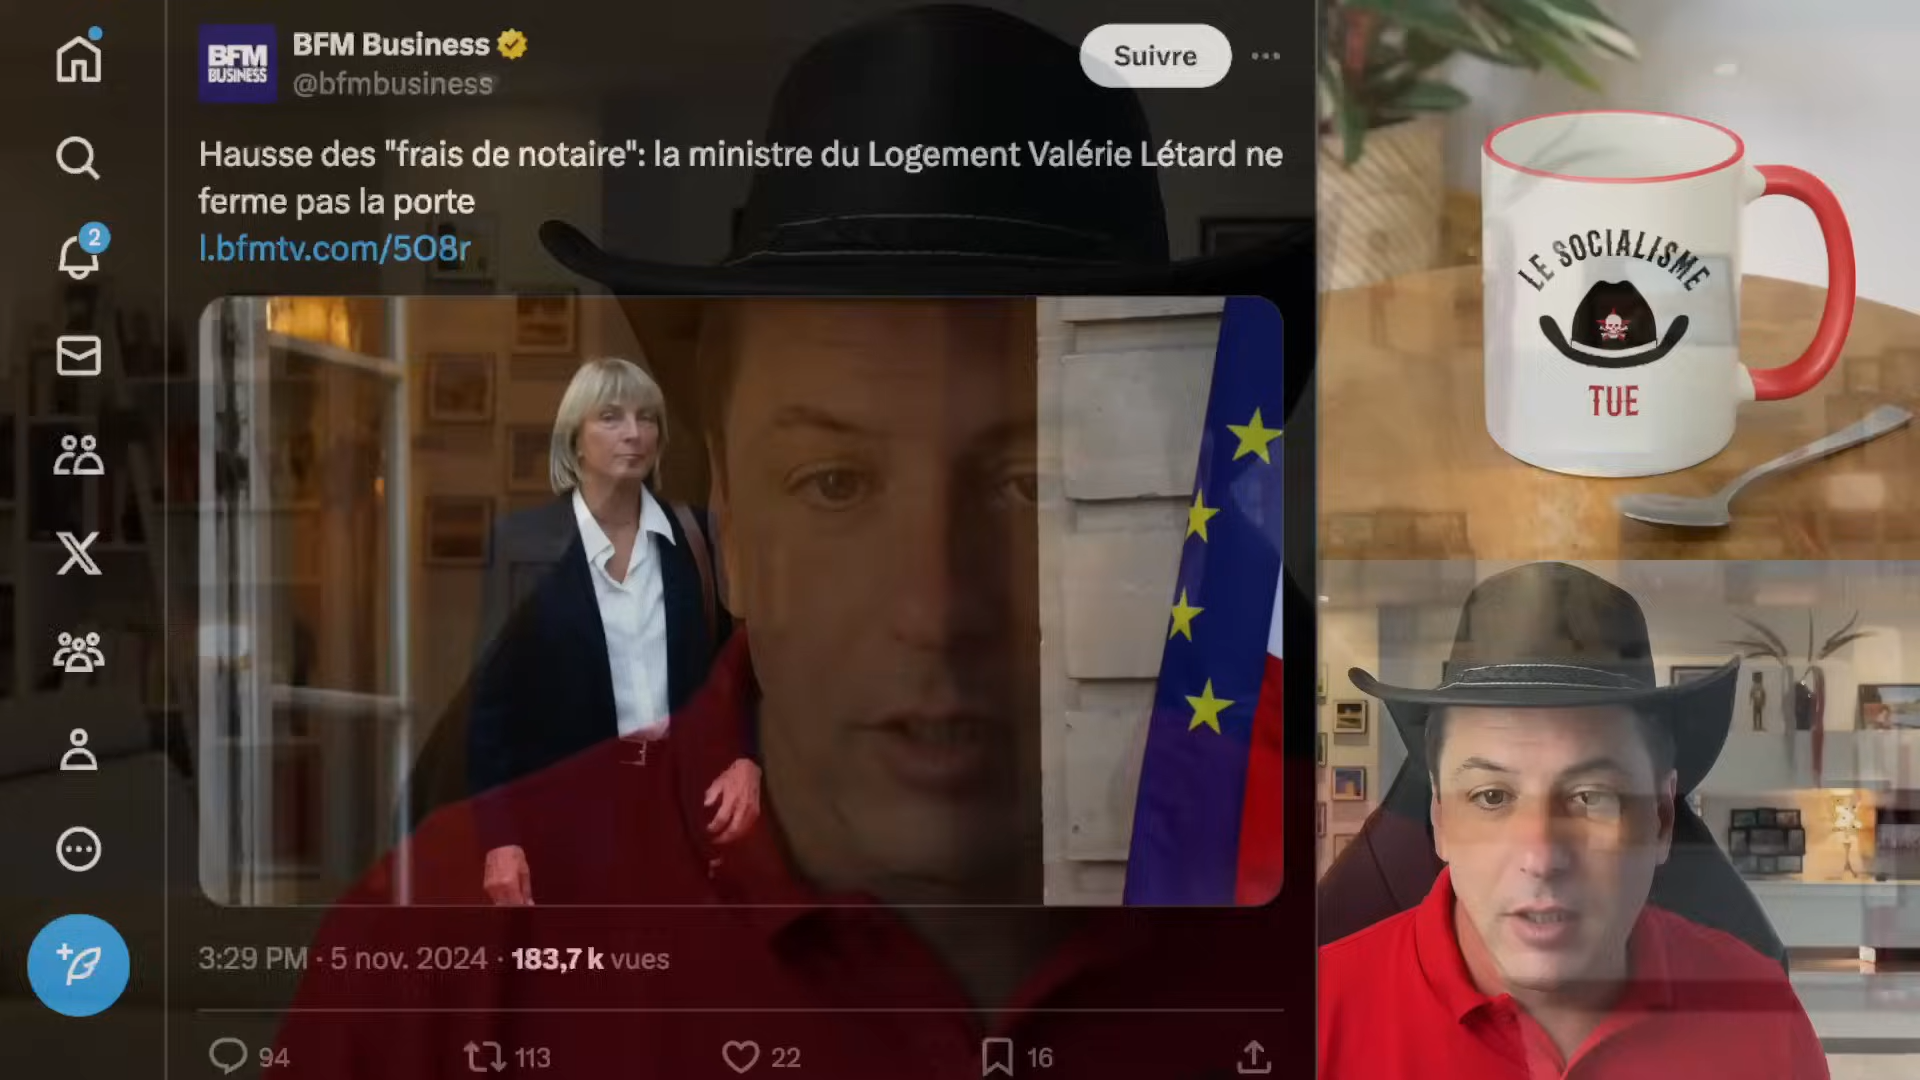 BFM Business
@bfmbusiness
BFM
BUSINESS
Suivre
Hausse des "frais de notaire": la ministre du Logement Valérie Létard ne
ferme pas la porte
l.bfmtv.com/5O8r
2
3:29 PM · 5 nov. 2024 · 183,7 k vues
94
113
22
16
LE SOCIALISME
TUE